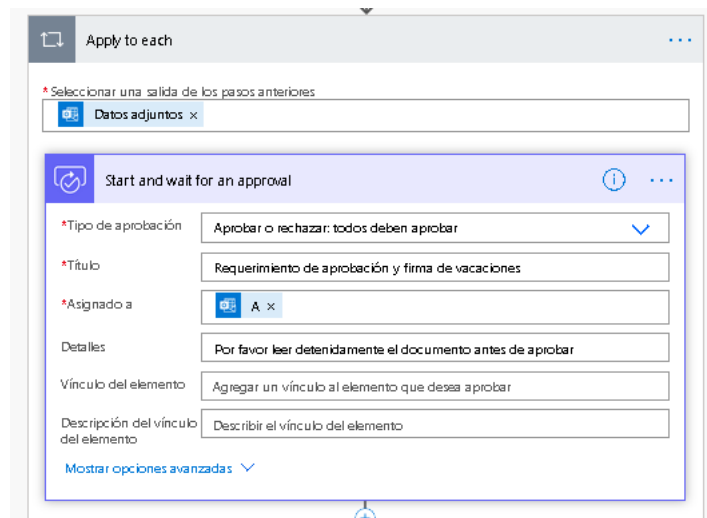 Apply to each
* Seleccionar una salida de los pasos anteriores
Datos adjuntos ×
Start and wait for an approval
*Tipo de aprobación
Aprobar o rechazar: todos deben aprobar
*Título
Requerimiento de aprobación y firma de vacaciones
*Asignado a
A ×
Detalles
Por favor leer detenidamente el documento antes de aprobar
Vínculo del elemento
Agregar un vínculo al elemento que desea aprobar
Descripción del vínculo
del elemento
Describir el vínculo del elemento
Mostrar opciones avanzadas